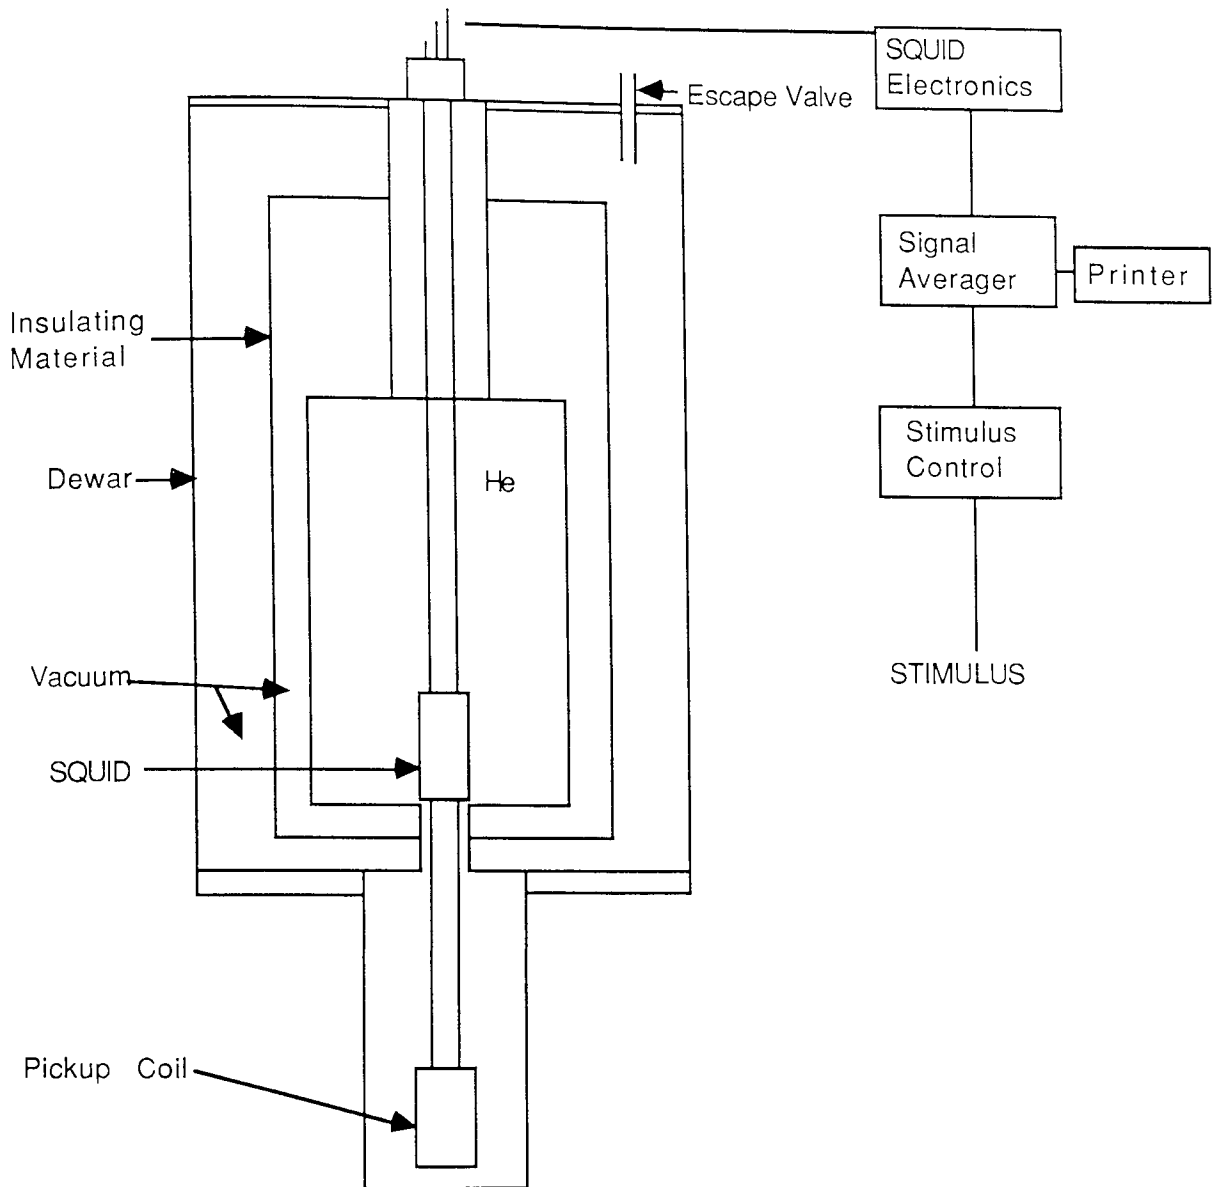 SQUID
Electronics
Escape Valve
Signal
Averager
Printer
Insulating
Material
Stimulus
Control
Dewar
He
Vacuum
STIMULUS
SQUID
Pickup Coil